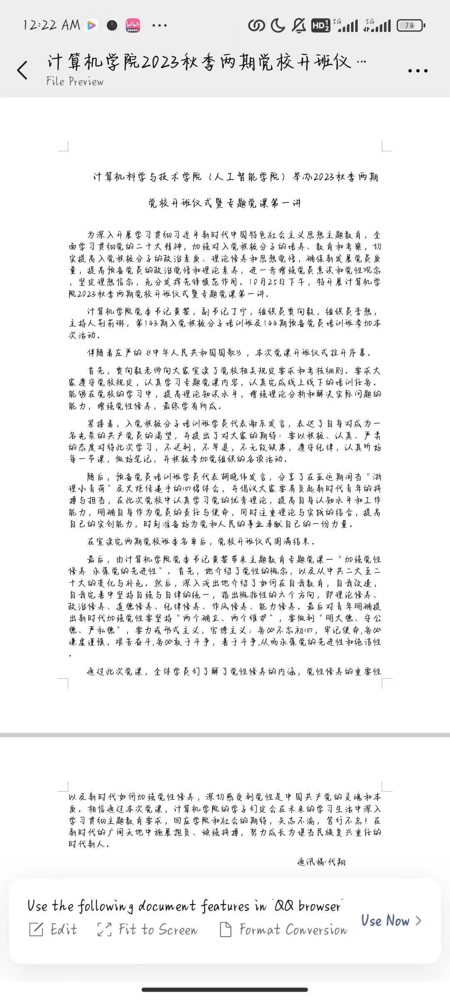 12:22 AM
bilibili
···
HD 1 2
5G
5G
74
计算机学院2023秋季两期党校开班仪…
File Preview
计算机科学与技术学院（人工智能学院）举办2023秋季两期
党校开班仪式暨专题党课第一讲
为深入开展学习贯彻习近平新时代中国特色社会主义思想主题教育，全
面学习贯彻党的二十大精神，加强对入党积极分子的培养、教育和考察，切
实提高入党积极分子的政治素质、理论修养和思想觉悟，确保新发展党员质
量，提高预备党员的政治觉悟和理论素养，进一步增强党员意识和党性观念
，坚定理想信念，充分发挥先锋模范作用。10月25日下午，特开展计算机学
院2023秋季两期党校开班仪式暨专题党课第一讲。
计算机学院党委书记黄黎，副书记丁宁，组织员贾向毅，组织员李想，
主持人荆莉琳，第143期入党积极分子培训班及144期预备党员培训班参加本
次活动。
伴随着庄严的《中华人民共和国国歌》，本次党课开班仪式拉开序幕。
首先，贾向毅老师向大家宣读了党校相关规定要求和考核细则。要求大
家遵守党校规定，认真学习专题党课内容，认真完成线上线下的培训任务。
能够在党校的学习中，提高理论知识水平，增强理论分析和解决实际问题的
能力，增强党性修养，最终学有所成。
紧接着，入党积极分子培训班学员代表谢东发言，表达了自身对成为一
名光荣的共产党员的渴望，并提出了对大家的期待：要以积极、认真、严肃
的态度对待此次学习，不迟到，不早退，不无故缺席，遵守纪律，认真听好
每一节课，做好笔记，并积极参加党组织的各项活动。
随后，预备党员培训班学员代表胡晓伟发言，分享了在亚运期间当“浙
理小青荷”及火炬传递手的心得体会，并倡议大家要有负起新时代青年的拼
搏与担当，在此次党校中认真学习党的优秀理论，提高自身认知水平和工作
能力，明确自身作为党员的责任与使命，同时注重理论与实践的结合，提高
自己的实创能力，时刻准备好为党和人民的事业奉献自己的一份力量。
在宣读完两期党校班委名单后，党校开班仪式圆满结束。
最后，由计算机学院党委书记黄黎带来主题教育专题党课—“加强党性
修养 永葆党的先进性”。首先，她介绍了党性的概念，以及从中共二大至二
十大的变化与补充。然后，深入浅出地介绍了如何在自我教育，自我改造，
自我完善中坚持自强与自律的统一，指出概括性的六个方向，即理论修养、
政治修养、道德修养、纪律修养、作风修养、能力修养。最后对青年明确提
出新时代加强党性要坚持“两个确立、两个维护”，要做到“明大德、守公
德、严私德”，要力戒形式主义，官僚主义；务必不忘初心，牢记使命,务必
谦虚谨慎，艰苦奋斗,务必敢于斗争，善于斗争,从而永葆党的先进性和纯洁性
。
通过此次党课，全体学员们了解了党性修养的内涵，党性修养的重要性
以及新时代如何加强党性修养，深切感受到党性是中国共产党的灵魂和本
质。相信通过本次党课，计算机学院的学子们定会在未来的学习生活中深入
学习贯彻主题教育要求，回应学院和社会的期待，矢志不渝，笃行不怠！在
新时代的广阔天地中施展抱负、顽强拼搏，努力成长为堪当民族复兴重任的
时代新人。
通讯稿：代翔
Use the following document features in 'QQ browser'
Use Now
Edit Fit to Screen Format Conversion